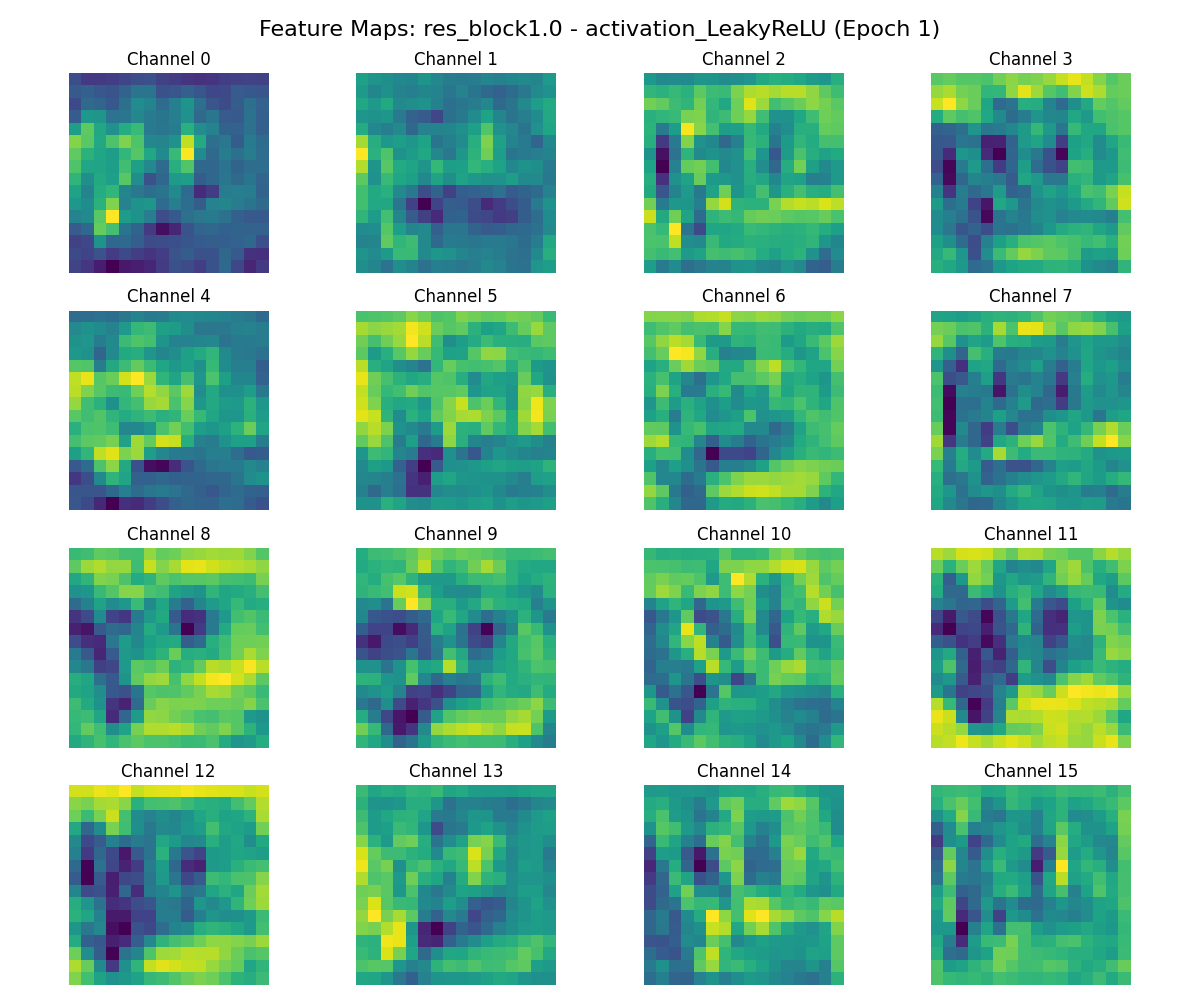 Feature Maps: res_block1.0 - activation_LeakyReLU (Epoch 1)
Channel 0
Channel 1
Channel 2
Channel 3
Channel 4
Channel 5
Channel 6
Channel 7
Channel 8
Channel 9
Channel 10
Channel 11
Channel 12
Channel 13
Channel 14
Channel 15